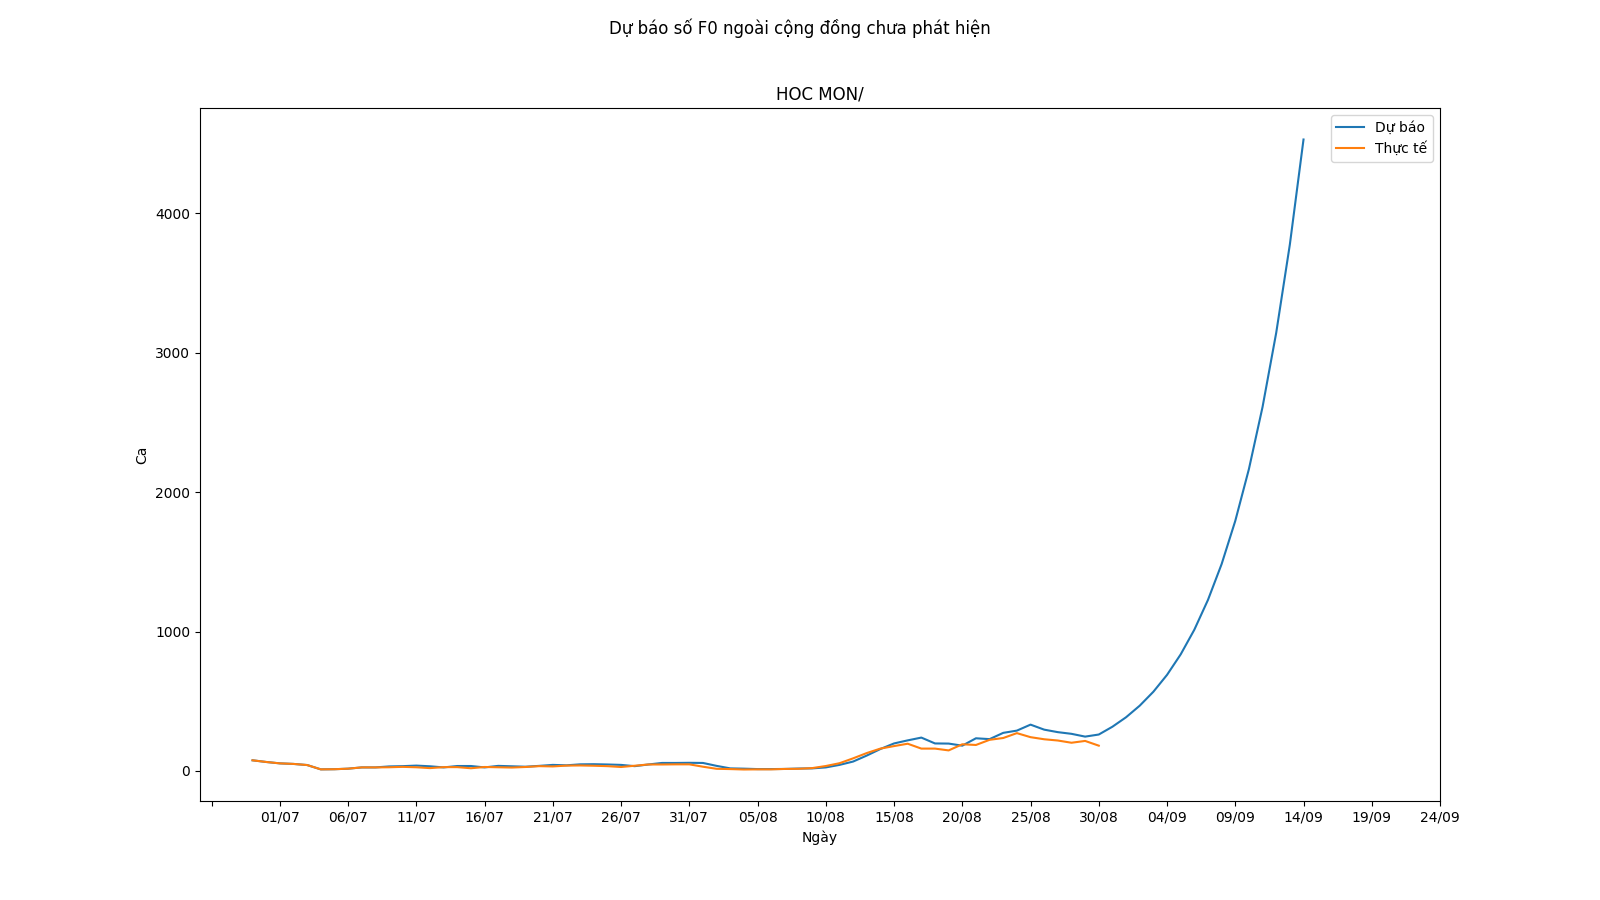 Dự báo số F0 ngoài cộng đồng chưa phát hiện
HOC MON/
Dự báo
Thực tế
4000
3000
2000
1000
0
Ca
01/07 06/07 11/07 16/07 21/07 26/07 31/07 05/08 10/08 15/08 20/08 25/08 30/08 04/09 09/09 14/09 19/09 24/09
Ngày